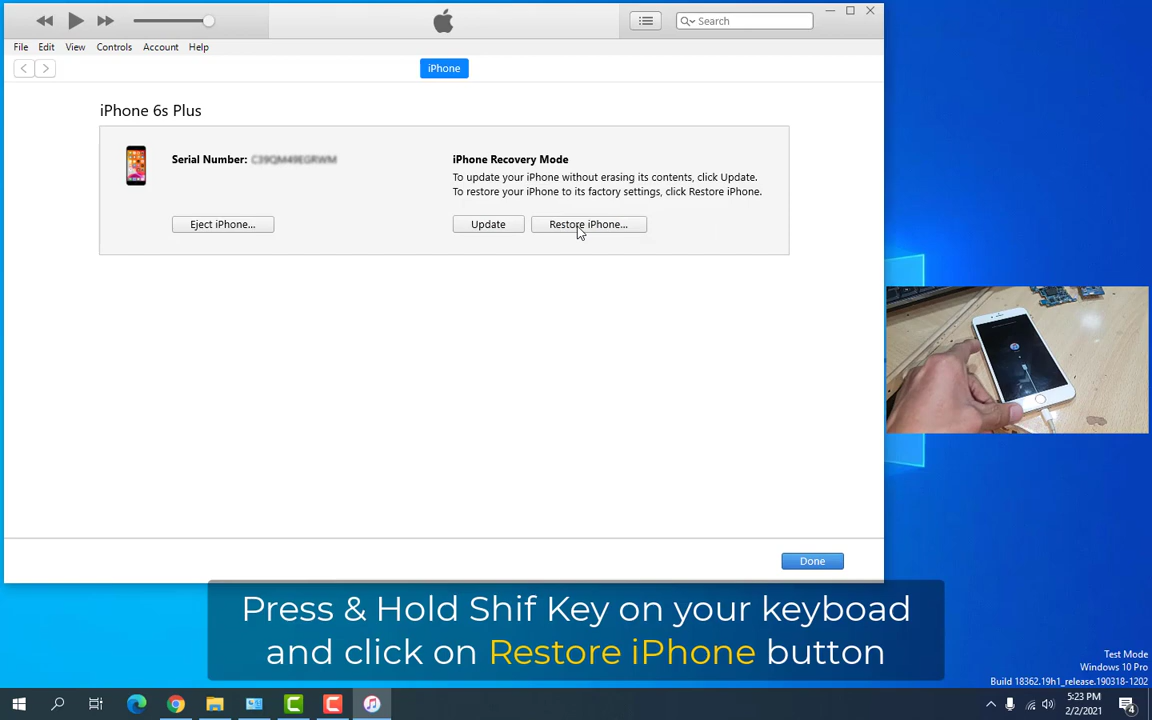 Search
File Edit View Controls Account Help
iPhone
iPhone 6s Plus
Serial Number: C39QM49EGRWM
iPhone Recovery Mode
To update your iPhone without erasing its contents, click Update.
To restore your iPhone to its factory settings, click Restore iPhone.
Eject iPhone...
Update
Restore iPhone...
Done
Press & Hold Shif Key on your keyboad
and click on Restore iPhone button
Test Mode
Windows 10 Pro
Build 18362.19h1_release.190318-1202
5:23 PM
2/2/2021
4